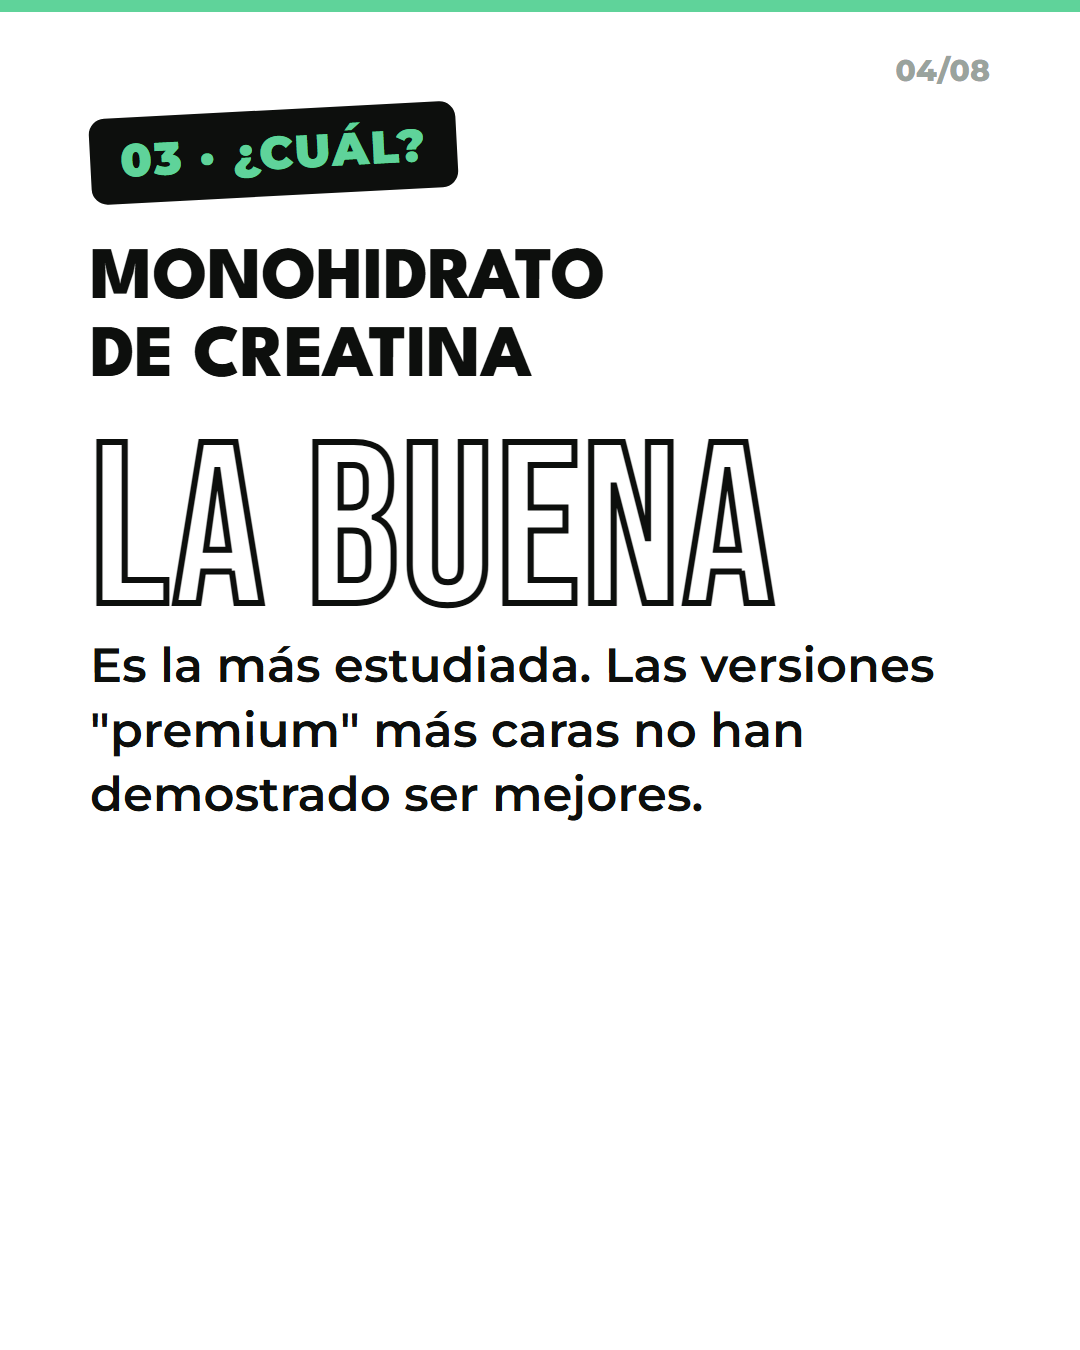 04/08
03 · ¿CUÁL?
MONOHIDRATO
DE CREATINA
LA BUENA
Es la más estudiada. Las versiones
"premium" más caras no han
demostrado ser mejores.